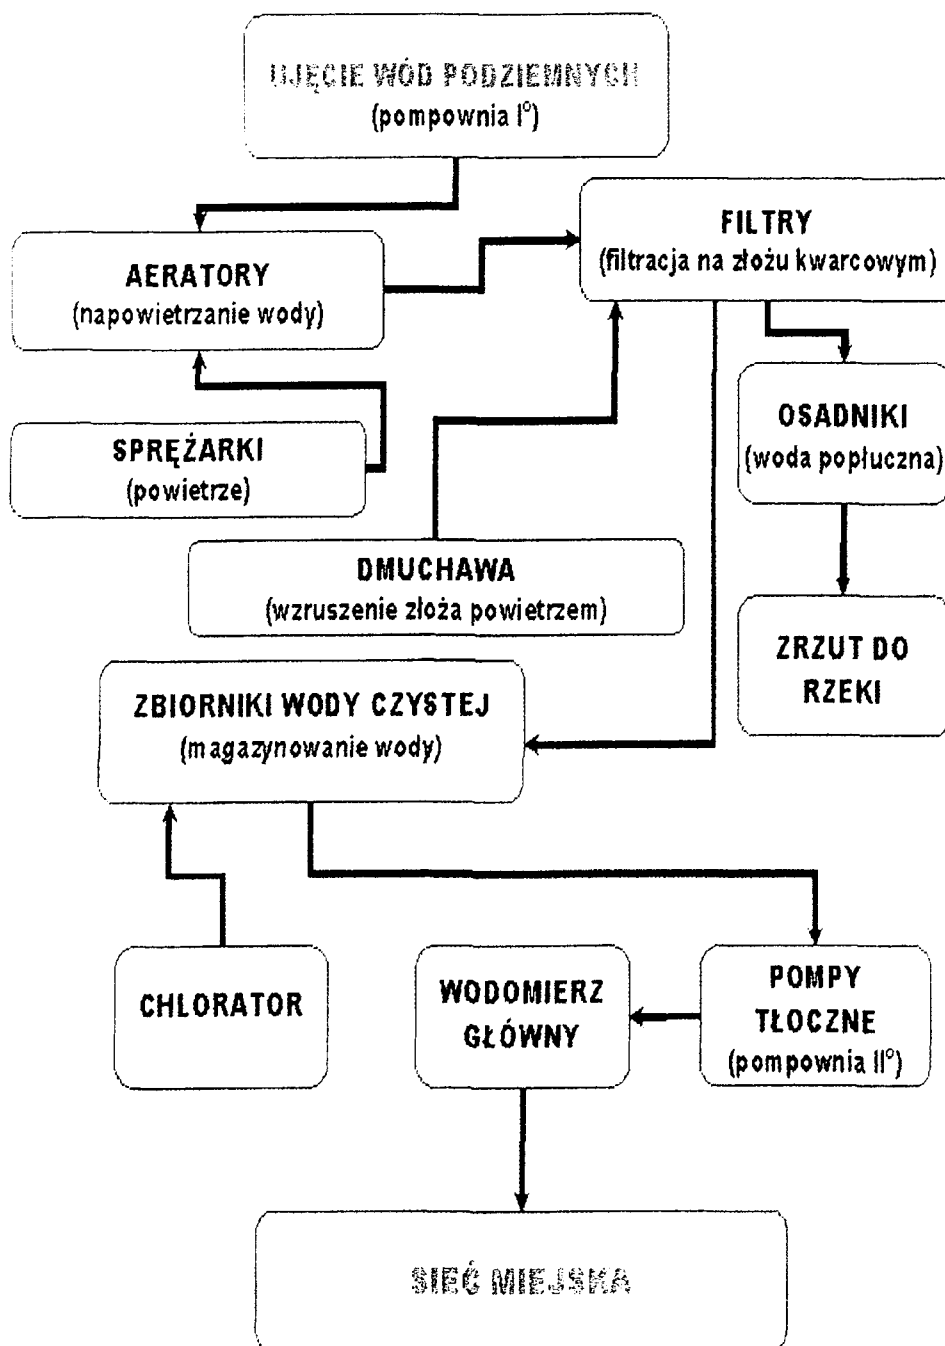 UJĘCIE WÓD PODZIEMNYCH
(pompownia I°)
FILTRY
(filtracja na złożu kwarcowym)
AERATORY
(napowietrzanie wody)
OSADNIKI
(woda popłuczna)
SPRĘŻARKI
(powietrze)
DMUCHAWA
(wzruszenie złoża powietrzem)
ZRZUT DO
RZEKI
ZBIORNIKI WODY CZYSTEJ
(magazynowanie wody)
CHLORATOR
WODOMIERZ
GŁÓWNY
POMPY
TŁOCZNE
(pompownia II°)
SIEĆ MIEJSKA